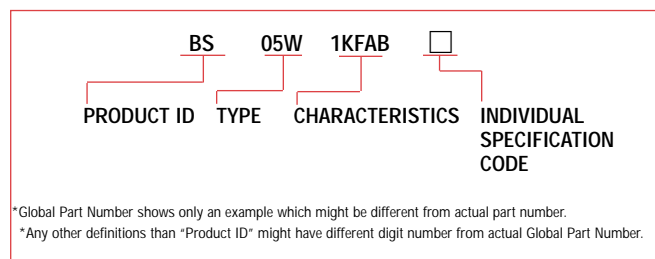 BS 05W 1KFAB □
PRODUCT ID TYPE CHARACTERISTICS INDIVIDUAL
SPECIFICATION
CODE
*Global Part Number shows only an example which might be different from actual part number.
*Any other definitions than "Product ID" might have different digit number from actual Global Part Number.